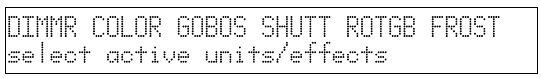 DIMMR COLOR GOBOS SHUTT ROTGB FROST
select active units/effects